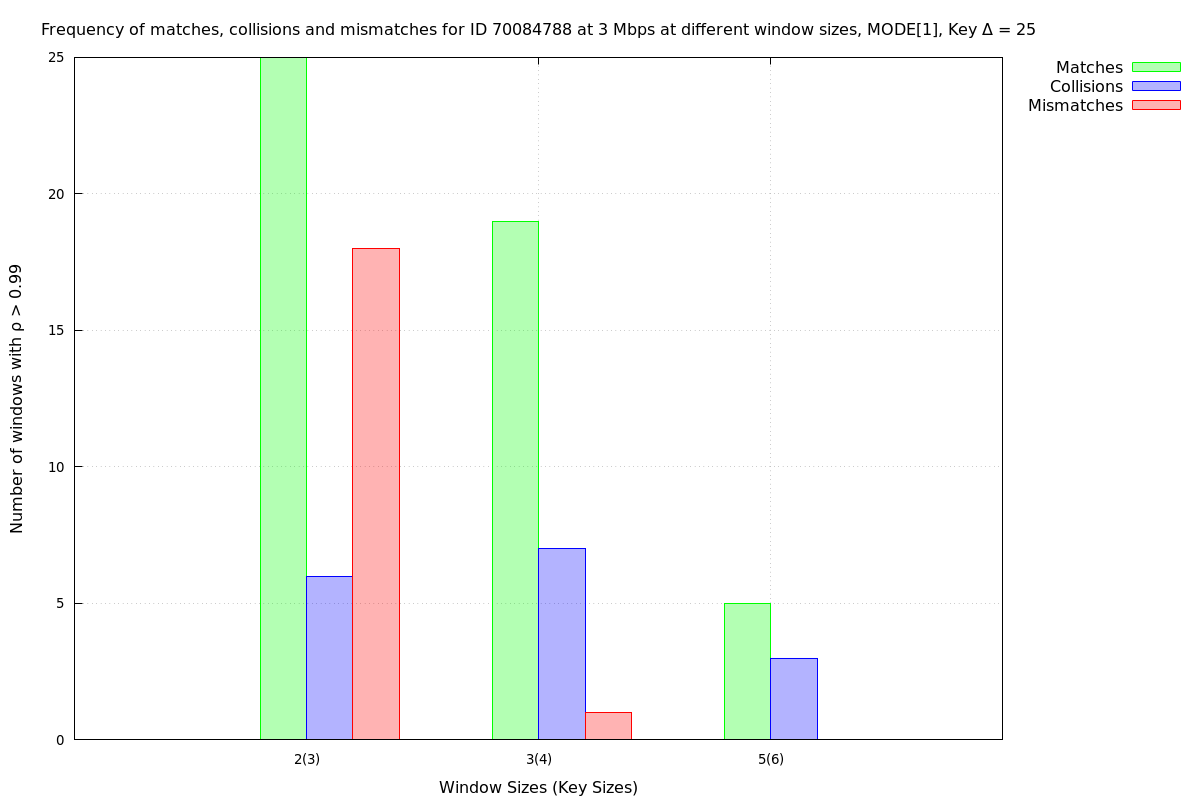 Frequency of matches, collisions and mismatches for ID 70084788 at 3 Mbps at different window sizes, MODE[1], Key Δ = 25
Matches
Collisions
Mismatches
Number of windows with ρ > 0.99
25
20
15
10
5
0
2(3)
3(4)
5(6)
Window Sizes (Key Sizes)